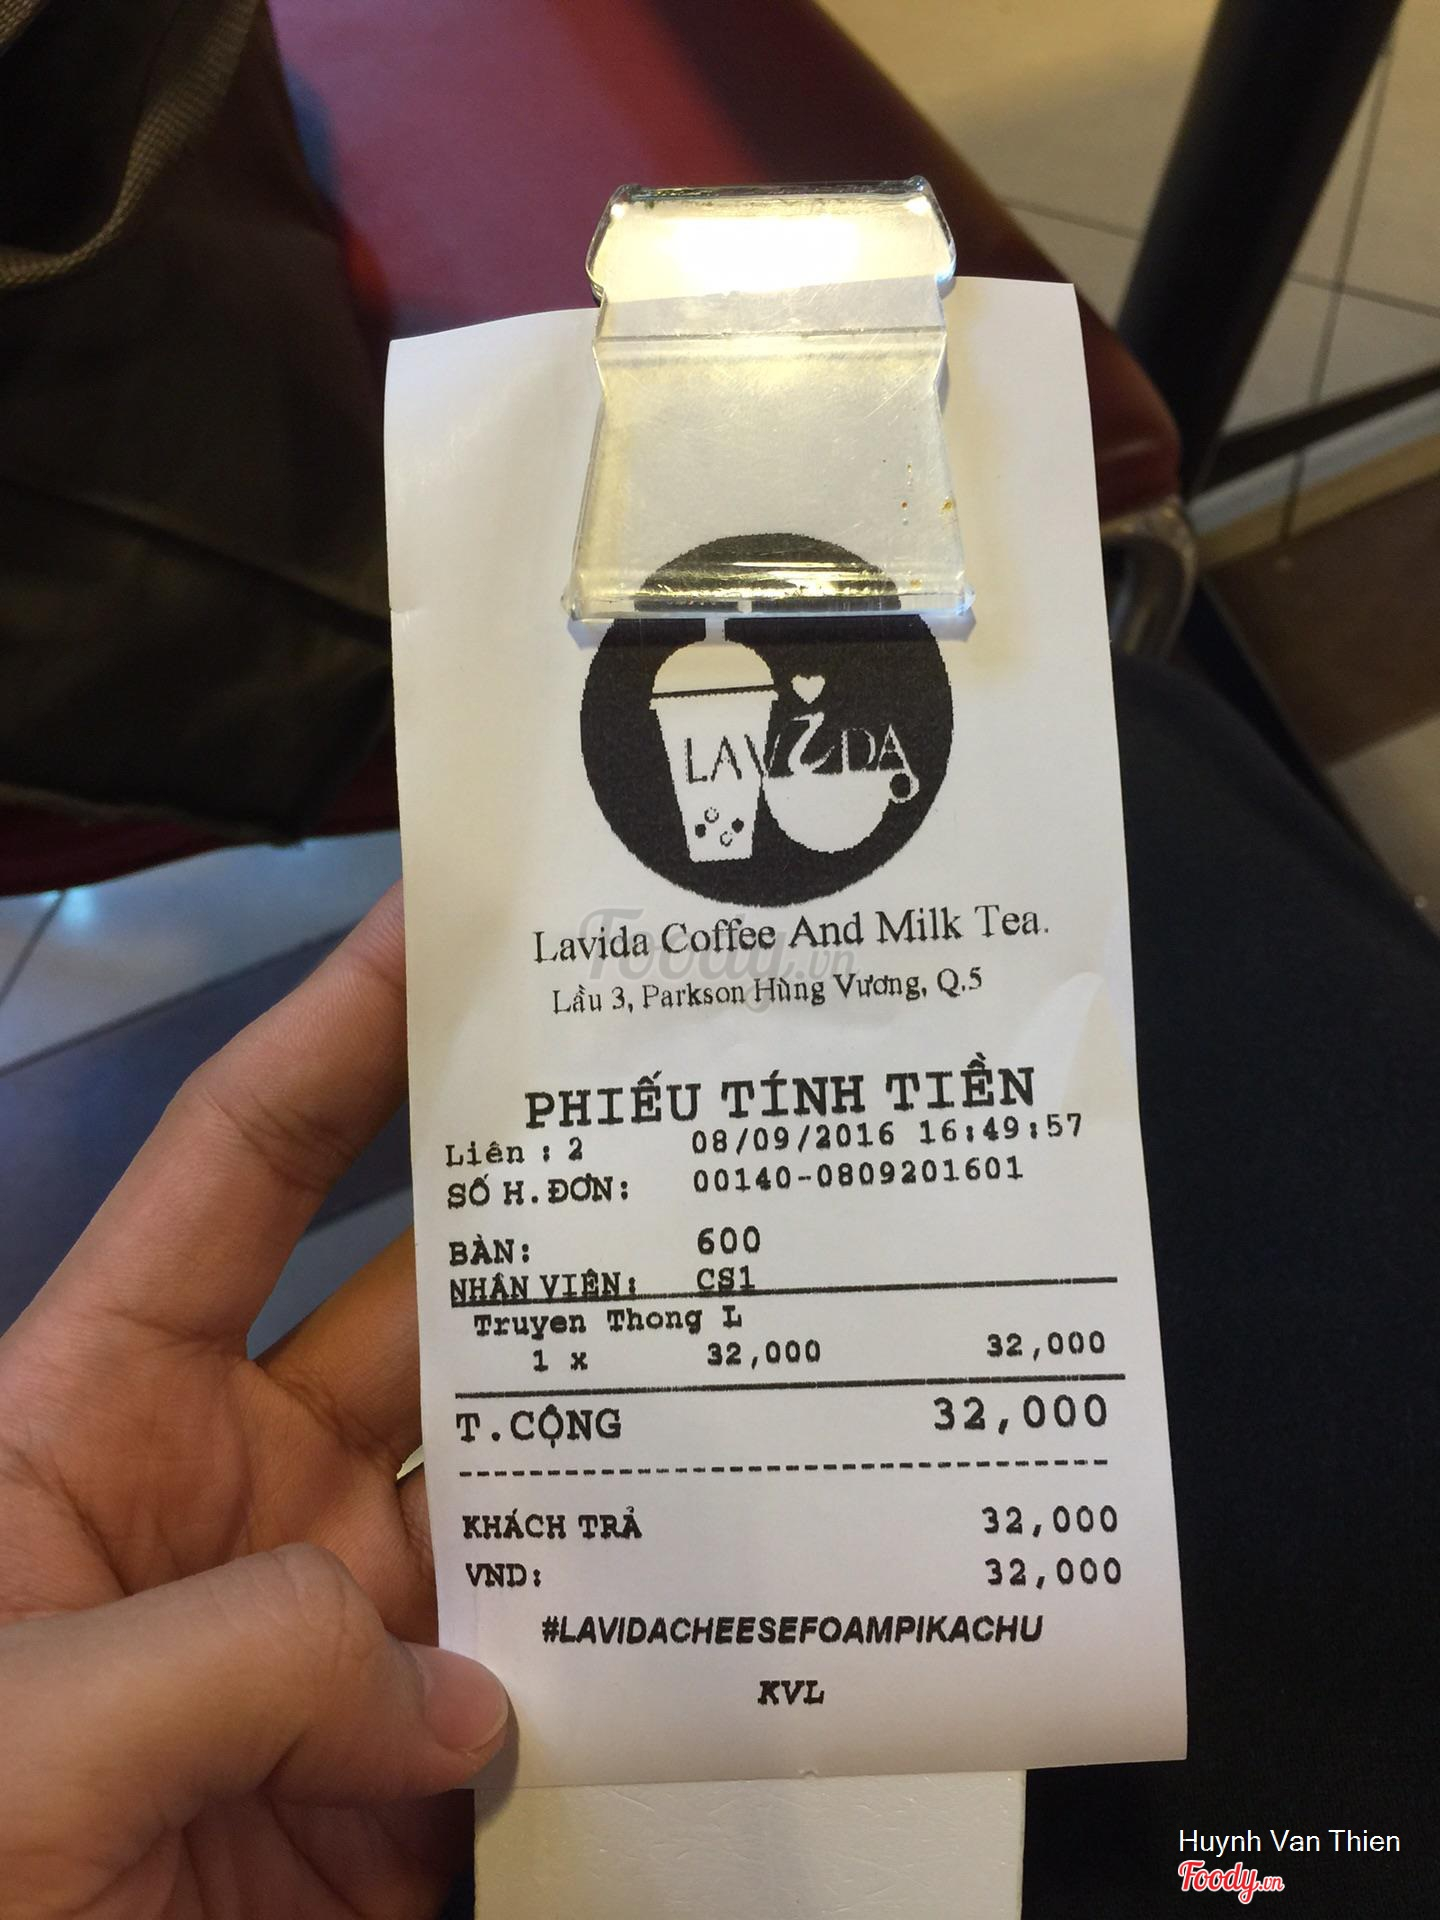 LAVIDA
Lavida Coffee And Milk Tea.
Lầu 3, Parkson Hùng Vương, Q.5
PHIẾU TÍNH TIỀN
Liên : 2 08/09/2016 16:49:57
SỐ H.ĐƠN: 00140-0809201601
BÀN: 600
NHÂN VIÊN: CS1
Truyen Thong L
1 x 32,000 32,000
T.CỘNG 32,000
KHÁCH TRẢ 32,000
VND: 32,000
#LAVIDACHEESEFOAMPIKACHU
KVL
Foody.vn
Huynh Van Thien
Foody.vn